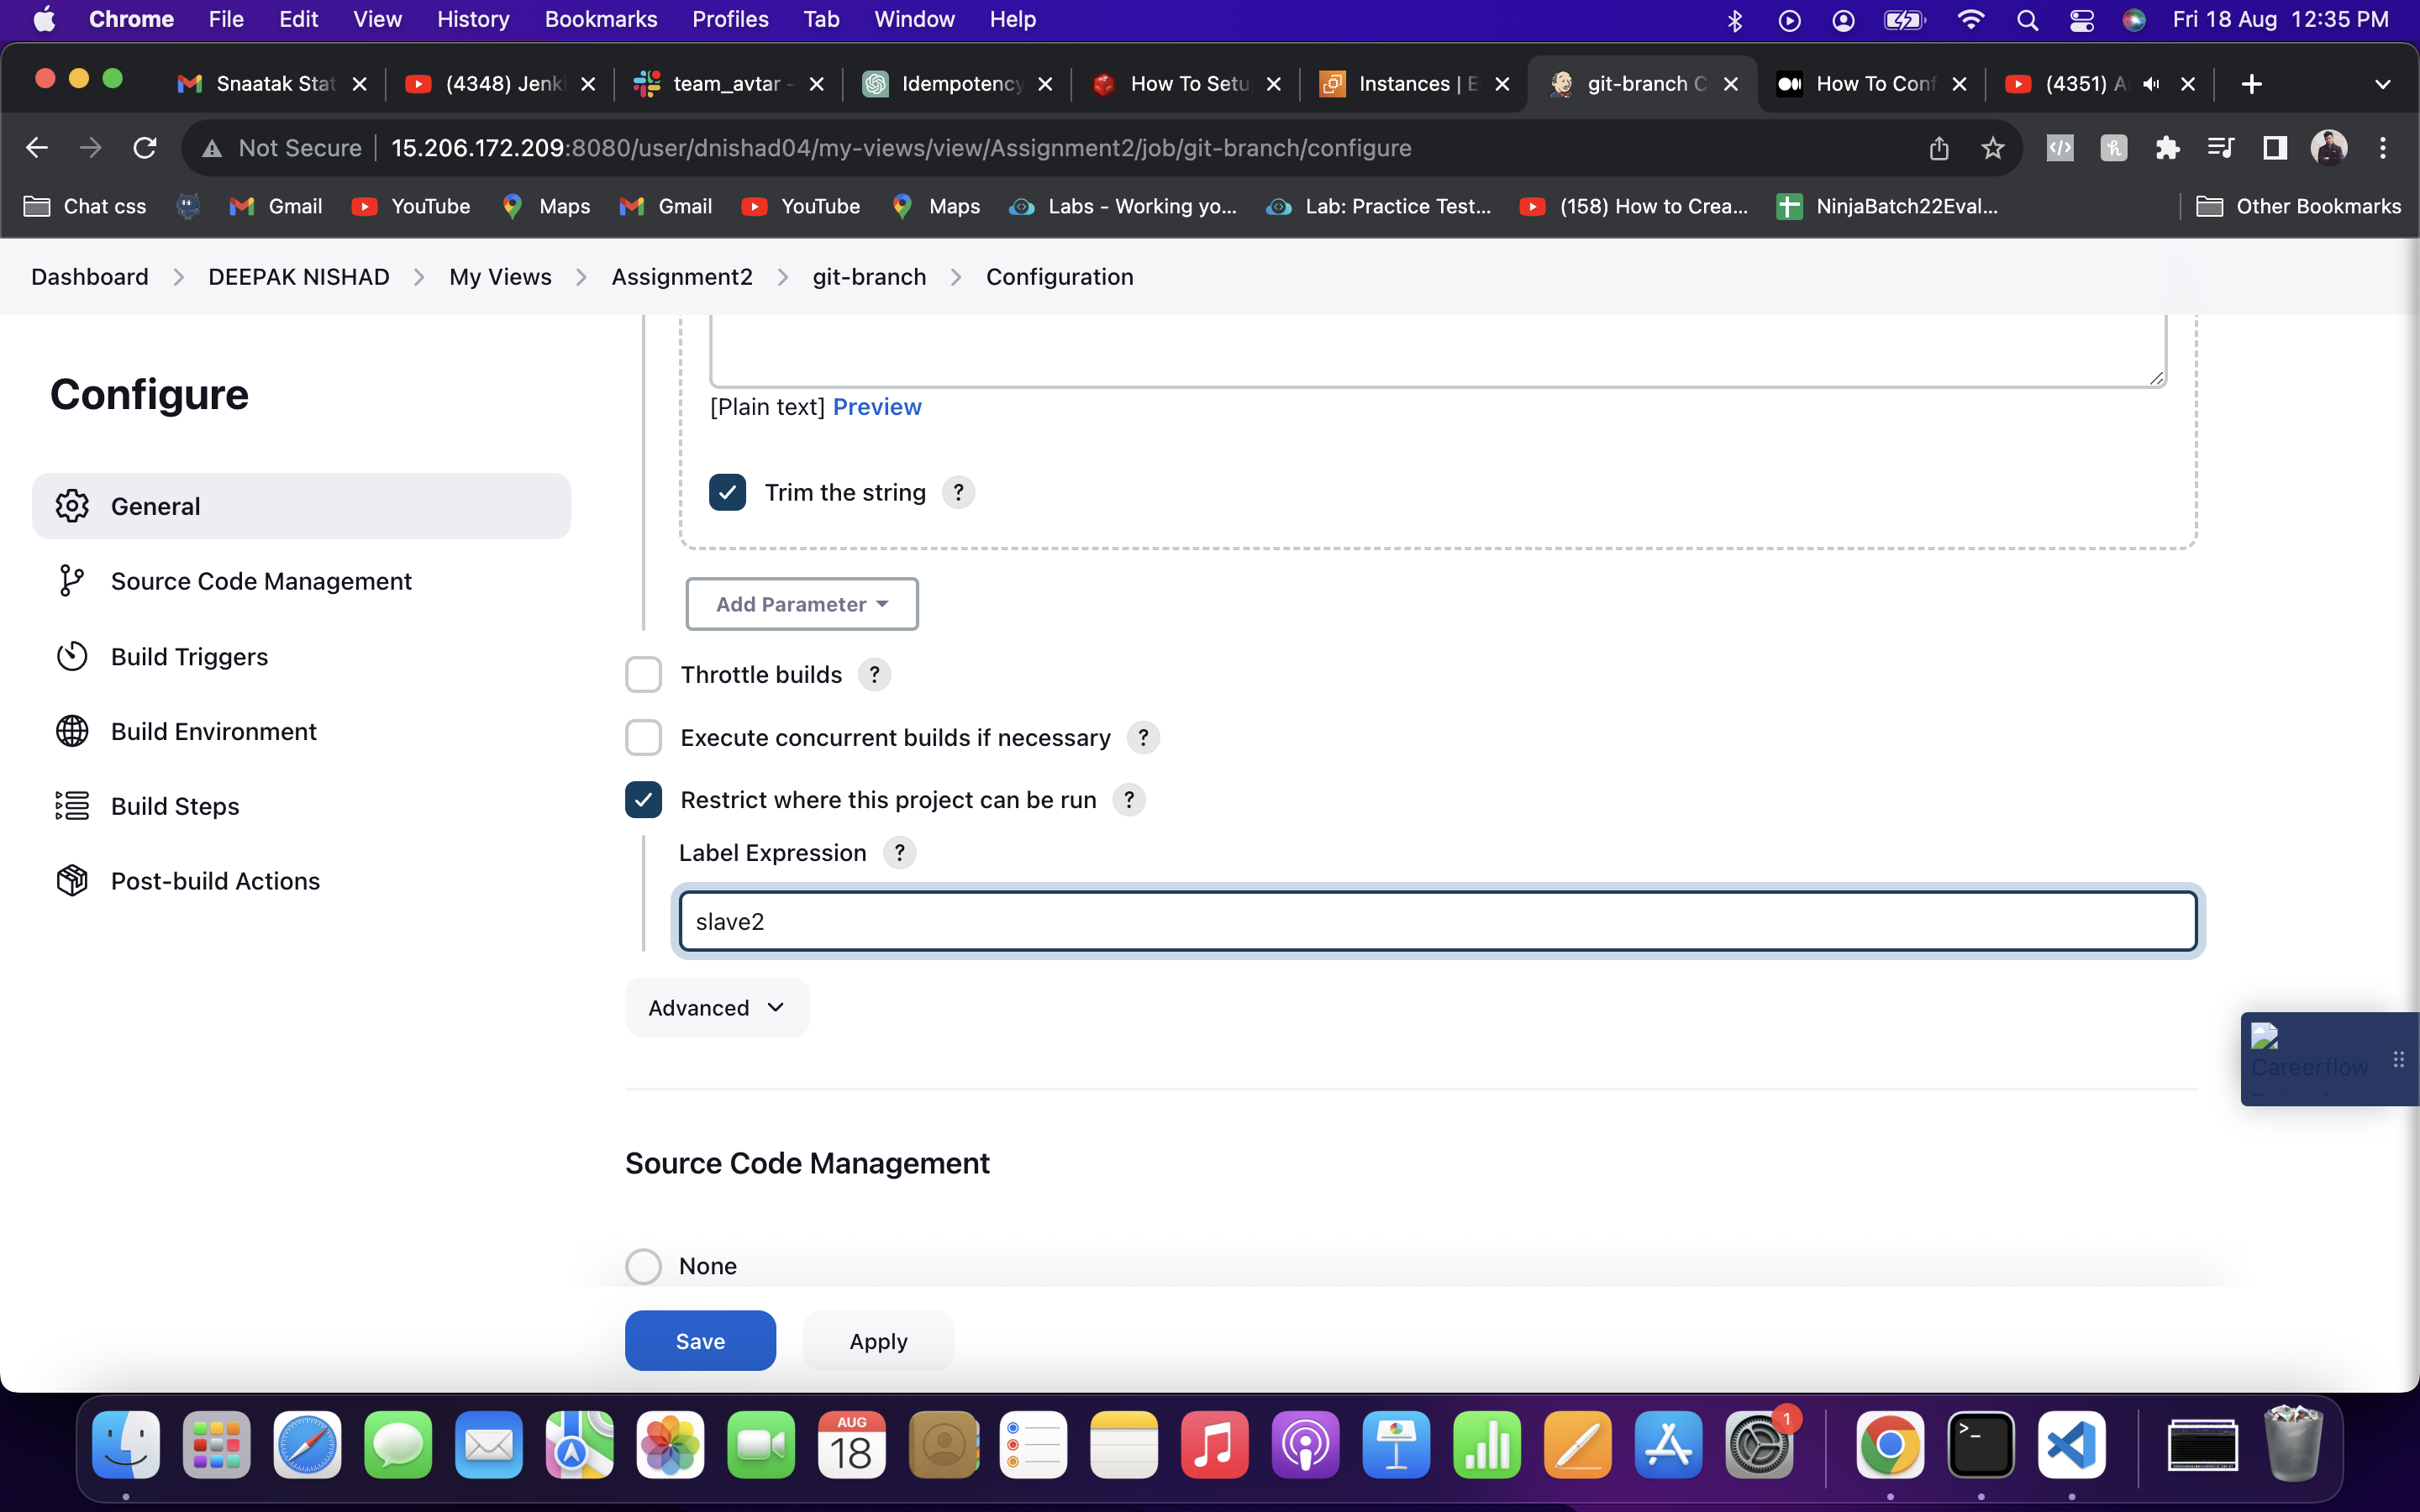 Chrome File Edit View History Bookmarks Profiles Tab Window Help Fri 18 Aug 12:35 PM
Snaatak Stat (4348) Jenki team_avtar - Idempotency How To Setu Instances | E git-branch C How To Conf (4351) A
Not Secure 15.206.172.209:8080/user/dnishad04/my-views/view/Assignment2/job/git-branch/configure
Chat css Gmail YouTube Maps Gmail YouTube Maps Labs - Working yo... Lab: Practice Test... (158) How to Crea... NinjaBatch22Eval... Other Bookmarks
Dashboard > DEEPAK NISHAD > My Views > Assignment2 > git-branch > Configuration
Configure
General
Source Code Management
Build Triggers
Build Environment
Build Steps
Post-build Actions
[Plain text] Preview
Trim the string ?
Add Parameter
Throttle builds ?
Execute concurrent builds if necessary ?
Restrict where this project can be run ?
Label Expression ?
slave2
Advanced
Careerflow
Source Code Management
None
Save Apply
AUG
18
1